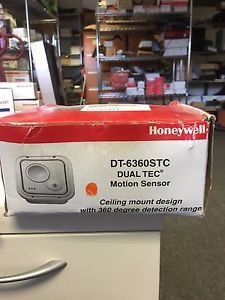 Honeywell
DT-6360STC
DUAL TEC®
Motion Sensor
Ceiling mount design
with 360 degree detection range